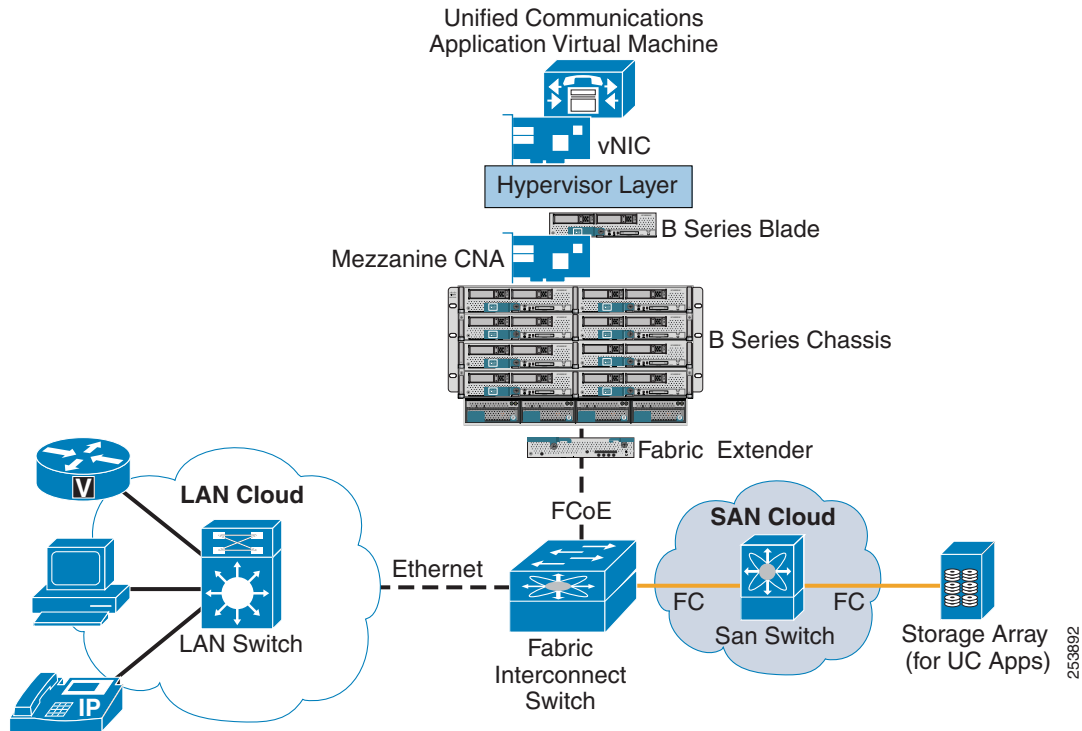 Unified Communications
Application Virtual Machine
vNIC
Hypervisor Layer
B Series Blade
Mezzanine CNA
B Series Chassis
Fabric Extender
FCoE
V
LAN Cloud
LAN Switch
IP
Ethernet
Fabric
Interconnect
Switch
SAN Cloud
FC
FC
San Switch
Storage Array
(for UC Apps)
253892